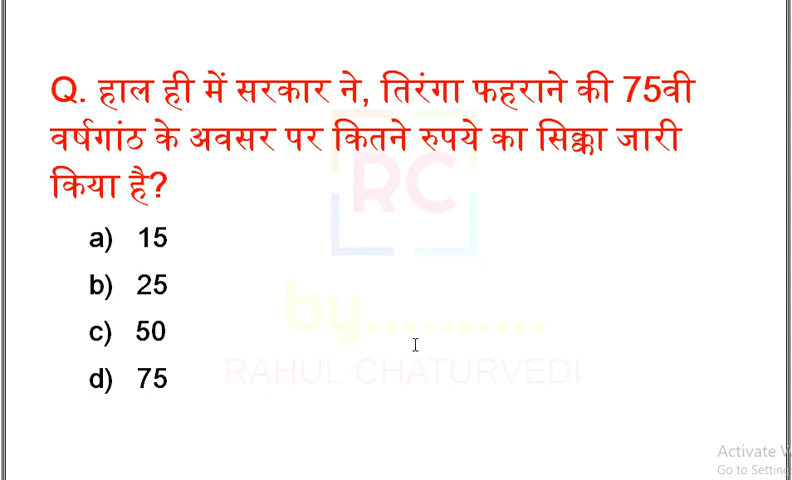 Q. हाल ही में सरकार ने, तिरंगा फहराने की 75वी
वर्षगांठ के अवसर पर कितने रुपये का सिक्का जारी
किया है?
RC
a) 15
b) 25
by..........
c) 50
d) 75
RAHUL CHATURVEDI
Activate W
Go to Setting